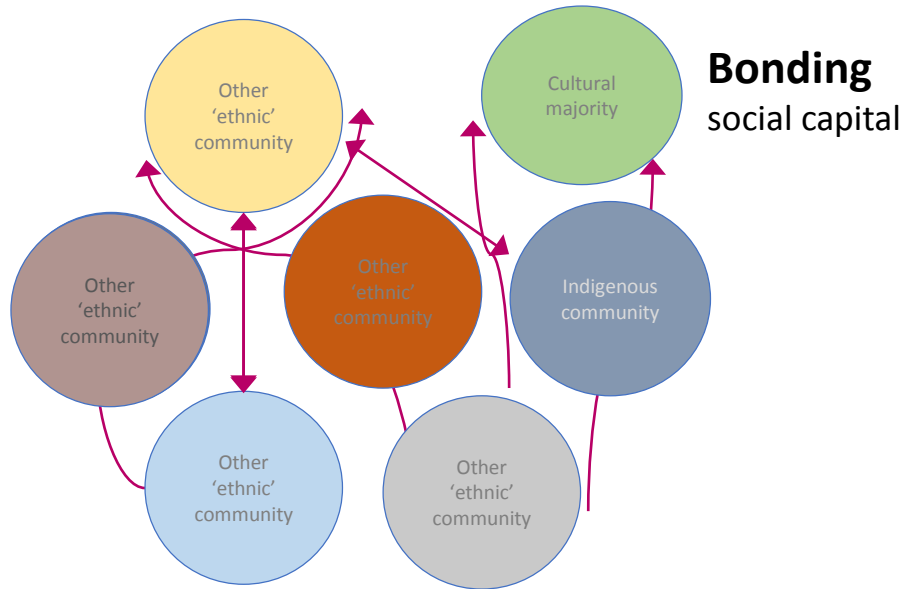 Other
‘ethnic’
community
Cultural
majority
Bonding
social capital
Other
‘ethnic’
community
Other
‘ethnic’
community
Indigenous
community
Other
‘ethnic’
community
Other
‘ethnic’
community